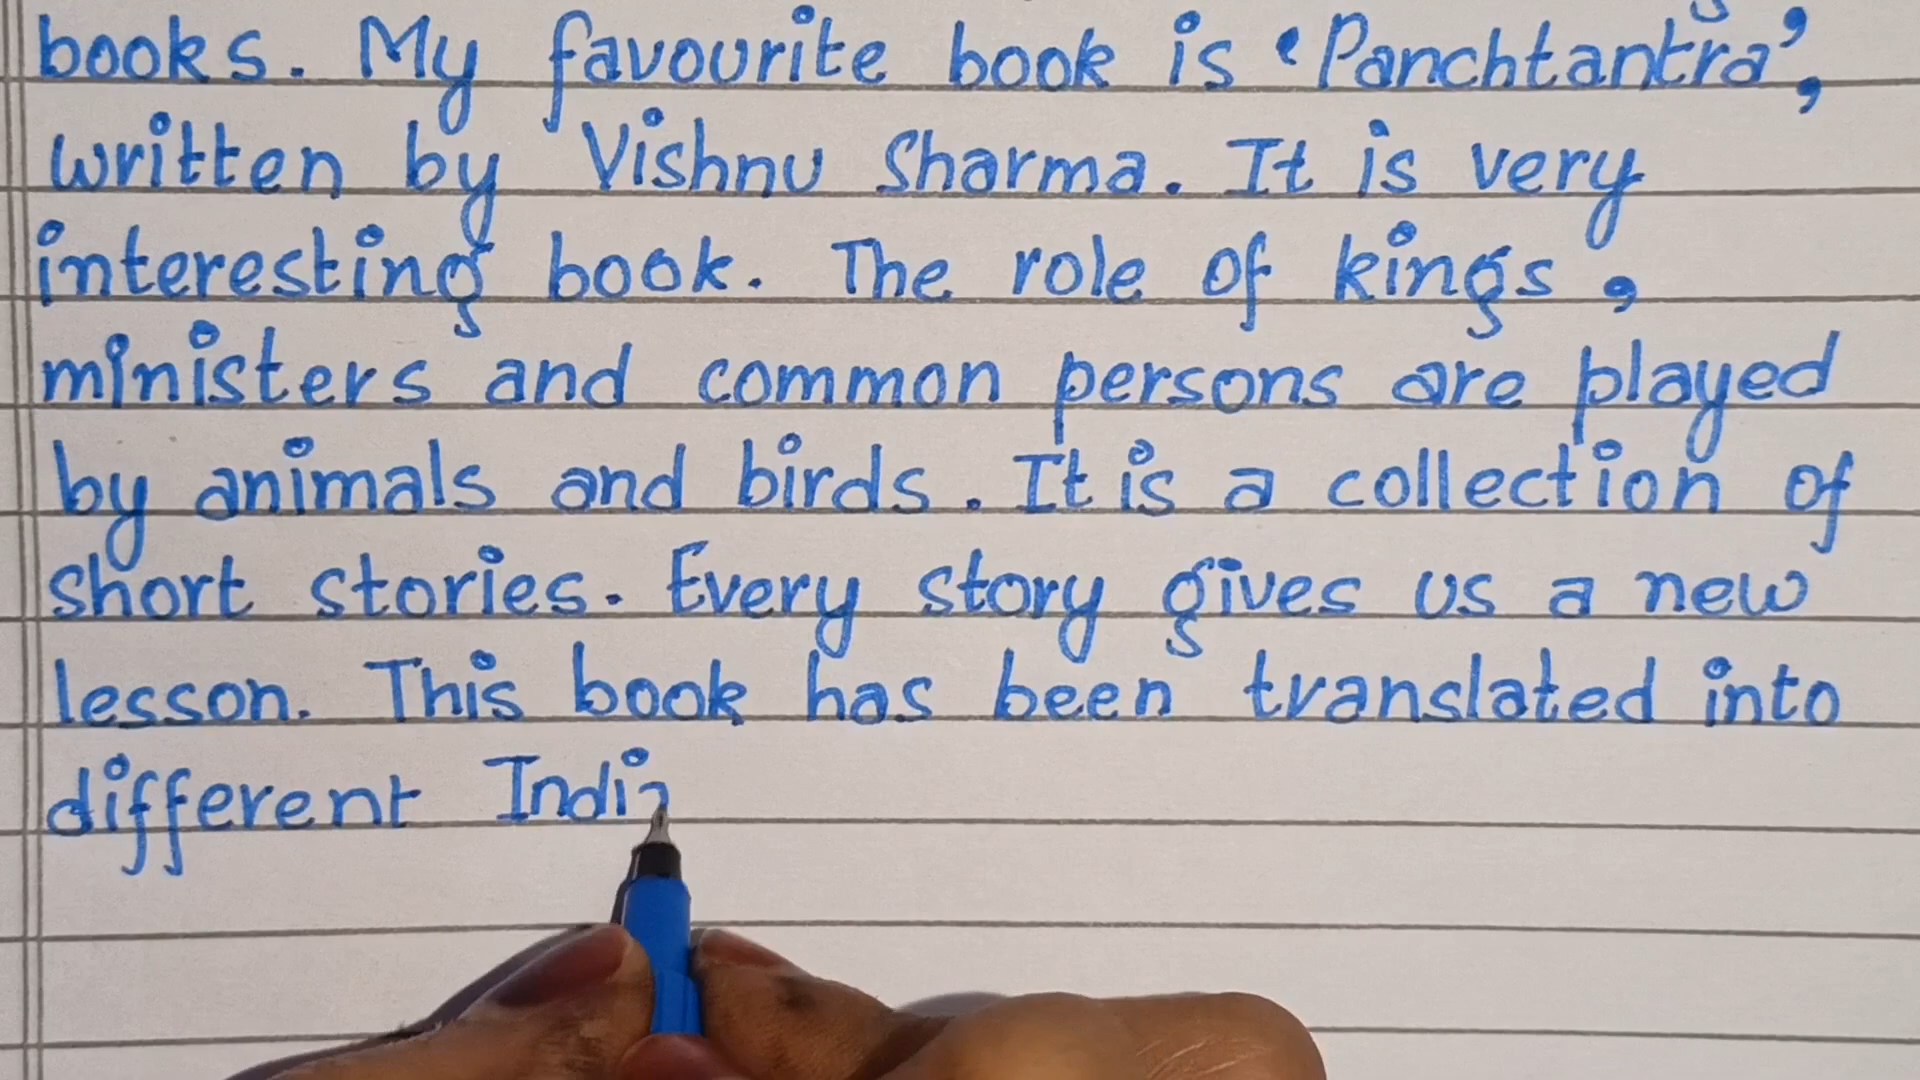 books. My favourite book is 'Panchtantra',
written by Vishnu Sharma. It is very
interesting book. The role of kings,
ministers and common persons are played
by animals and birds. It is a collection of
short stories. Every story gives us a new
lesson. This book has been translated into
different Indi